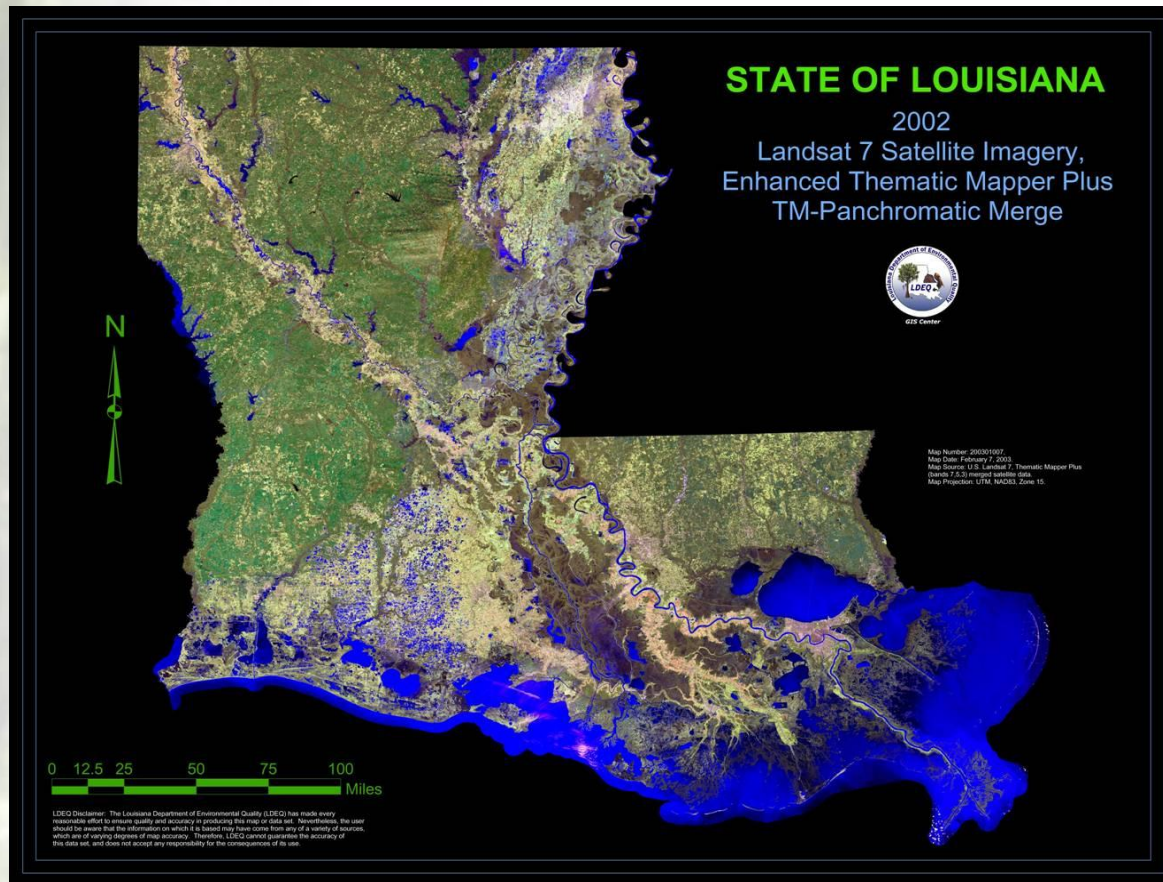 STATE OF LOUISIANA
2002
Landsat 7 Satellite Imagery,
Enhanced Thematic Mapper Plus
TM-Panchromatic Merge
Louisiana Department of Environmental Quality
LDEQ
GIS Center
N
Map Number: 200301007.
Map Date: February 7, 2003.
Map Source: U.S. Landsat 7, Thematic Mapper Plus
(bands 7,5,3) merged satellite data.
Map Projection: UTM, NAD83, Zone 15.
0 12.5 25 50 75 100
Miles
LDEQ Disclaimer: The Louisiana Department of Environmental Quality (LDEQ) has made every
reasonable effort to ensure quality and accuracy in producing this map or data set. Nevertheless, the user
should be aware that the information on which it is based may have come from any of a variety of sources,
which are of varying degrees of map accuracy. Therefore, LDEQ cannot guarantee the accuracy of
this data set, and does not accept any responsibility for the consequences of its use.